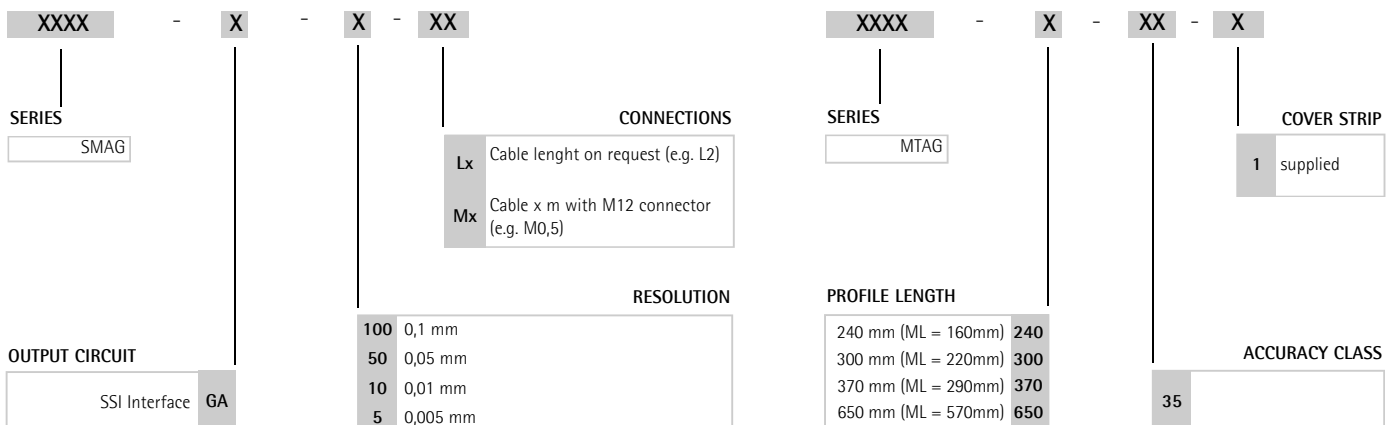 XXXX - X - X - XX
SERIES
SMAG
CONNECTIONS
Lx Cable lenght on request (e.g. L2)
Mx Cable x m with M12 connector
(e.g. M0,5)
RESOLUTION
100 0,1 mm
50 0,05 mm
10 0,01 mm
5 0,005 mm
OUTPUT CIRCUIT
SSI Interface GA
XXXX - X - XX - X
SERIES
MTAG
COVER STRIP
1 supplied
PROFILE LENGTH
240 mm (ML = 160mm) 240
300 mm (ML = 220mm) 300
370 mm (ML = 290mm) 370
650 mm (ML = 570mm) 650
ACCURACY CLASS
35